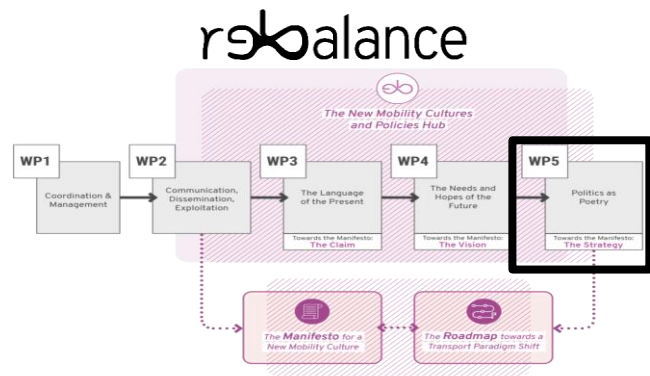 rebalance
The New Mobility Cultures
and Policies Hub
WP1
Coordination &
Management
WP2
Communication,
Dissemination,
Exploitation
WP3
The Language
of the Present
Towards the Manifesto:
The Claim
WP4
The Needs and
Hopes of the
Future
Towards the Manifesto:
The Vision
WP5
Politics as
Poetry
Towards the Manifesto:
The Strategy
The Manifesto for a
New Mobility Culture
The Roadmap towards a
Transport Paradigm Shift